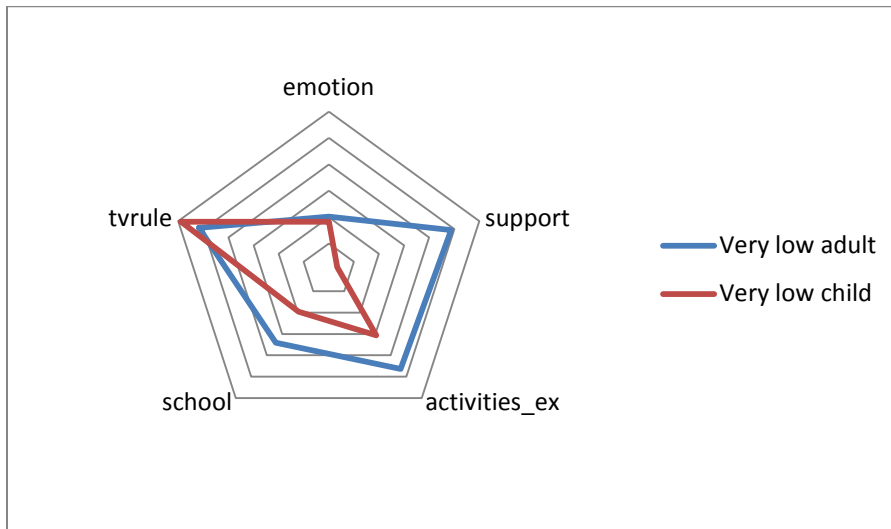 emotion
tvrule
support
school
activities_ex
Very low adult
Very low child